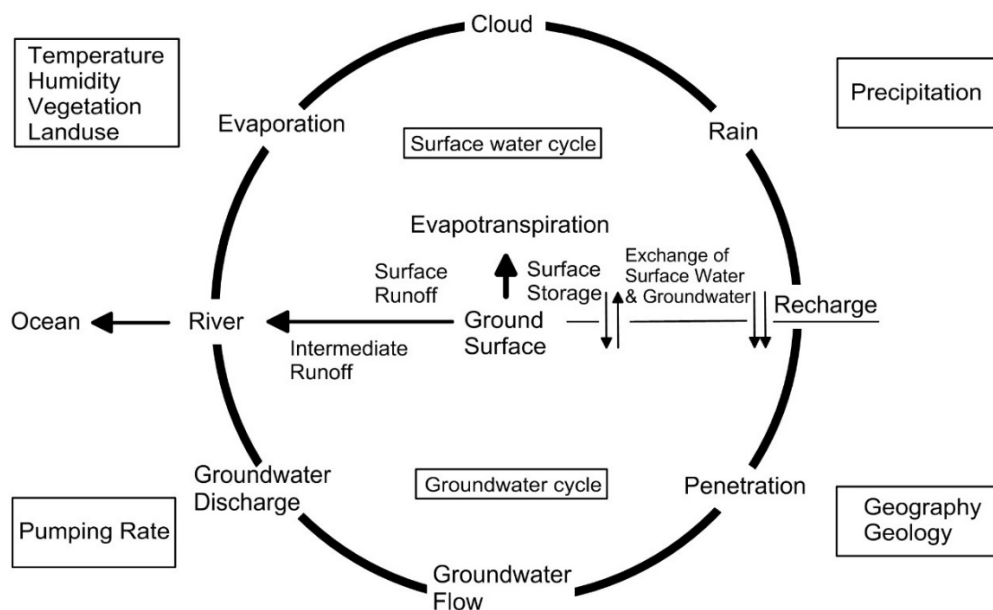 Cloud
Temperature
Humidity
Vegetation
Landuse
Precipitation
Evaporation
Rain
Surface water cycle
Evapotranspiration
Surface
Runoff
Surface
Storage
Exchange of
Surface Water
& Groundwater
Recharge
Ocean
River
Ground
Surface
Intermediate
Runoff
Groundwater
Discharge
Groundwater cycle
Penetration
Pumping Rate
Geography
Geology
Groundwater
Flow